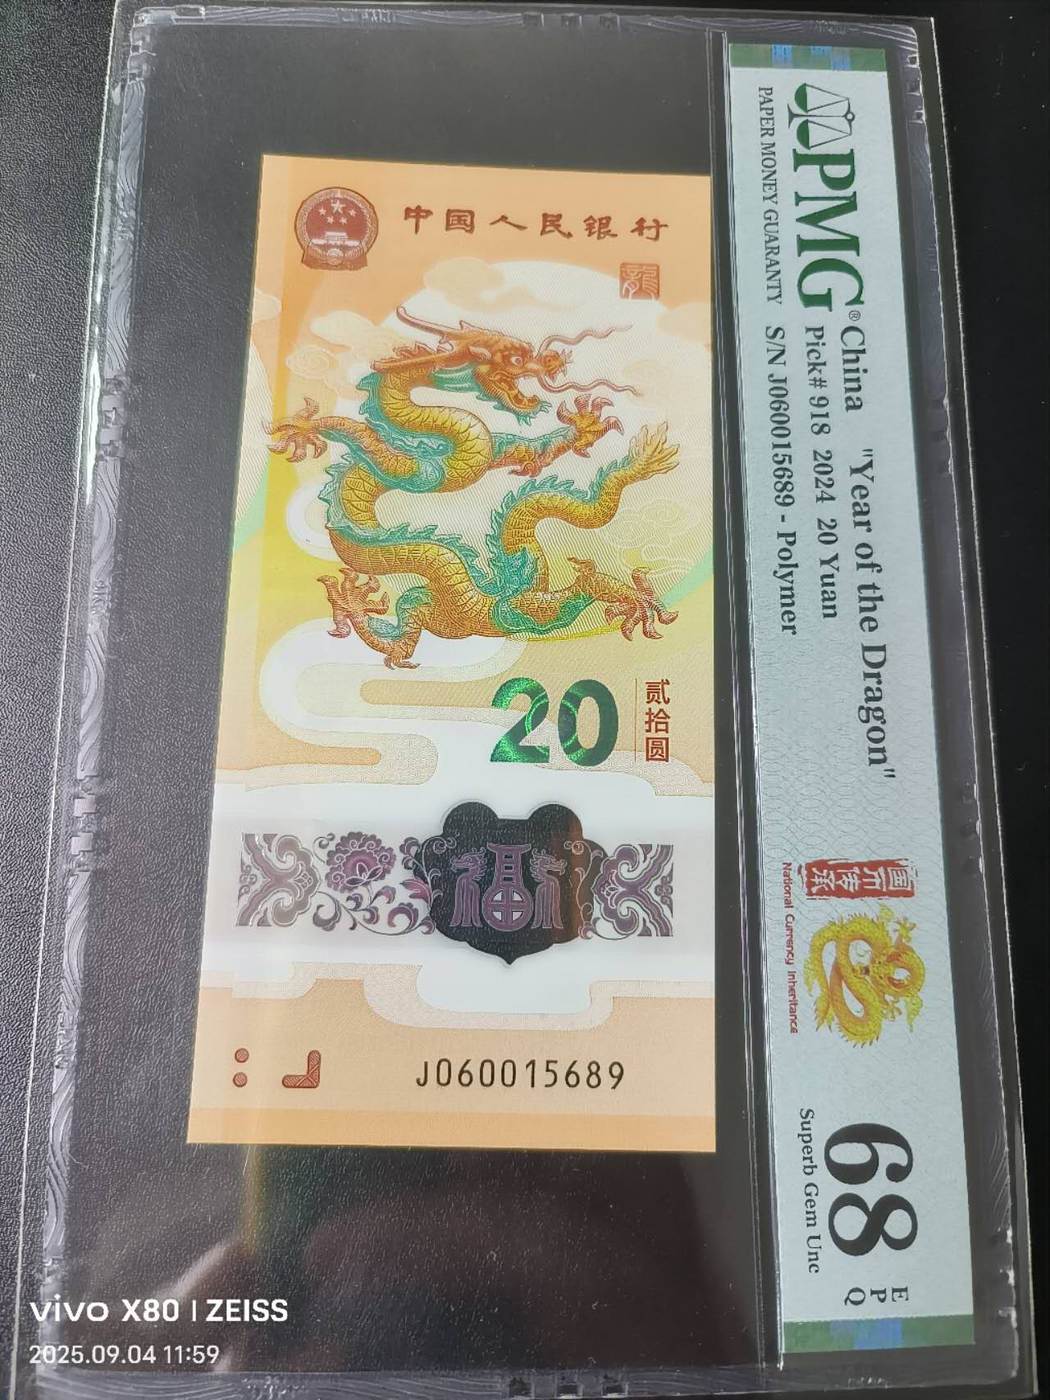 中国人民银行
龍
20
贰拾圆
福
J060015689
PMG®
PAPER MONEY GUARANTY
China "Year of the Dragon"
Pick# 918 2024 20 Yuan
S/N J060015689 - Polymer
国币传承
National Currency Inheritance
68
Superb Gem Unc
E
P
Q
vivo X80 | ZEISS
2025.09.04 11:59